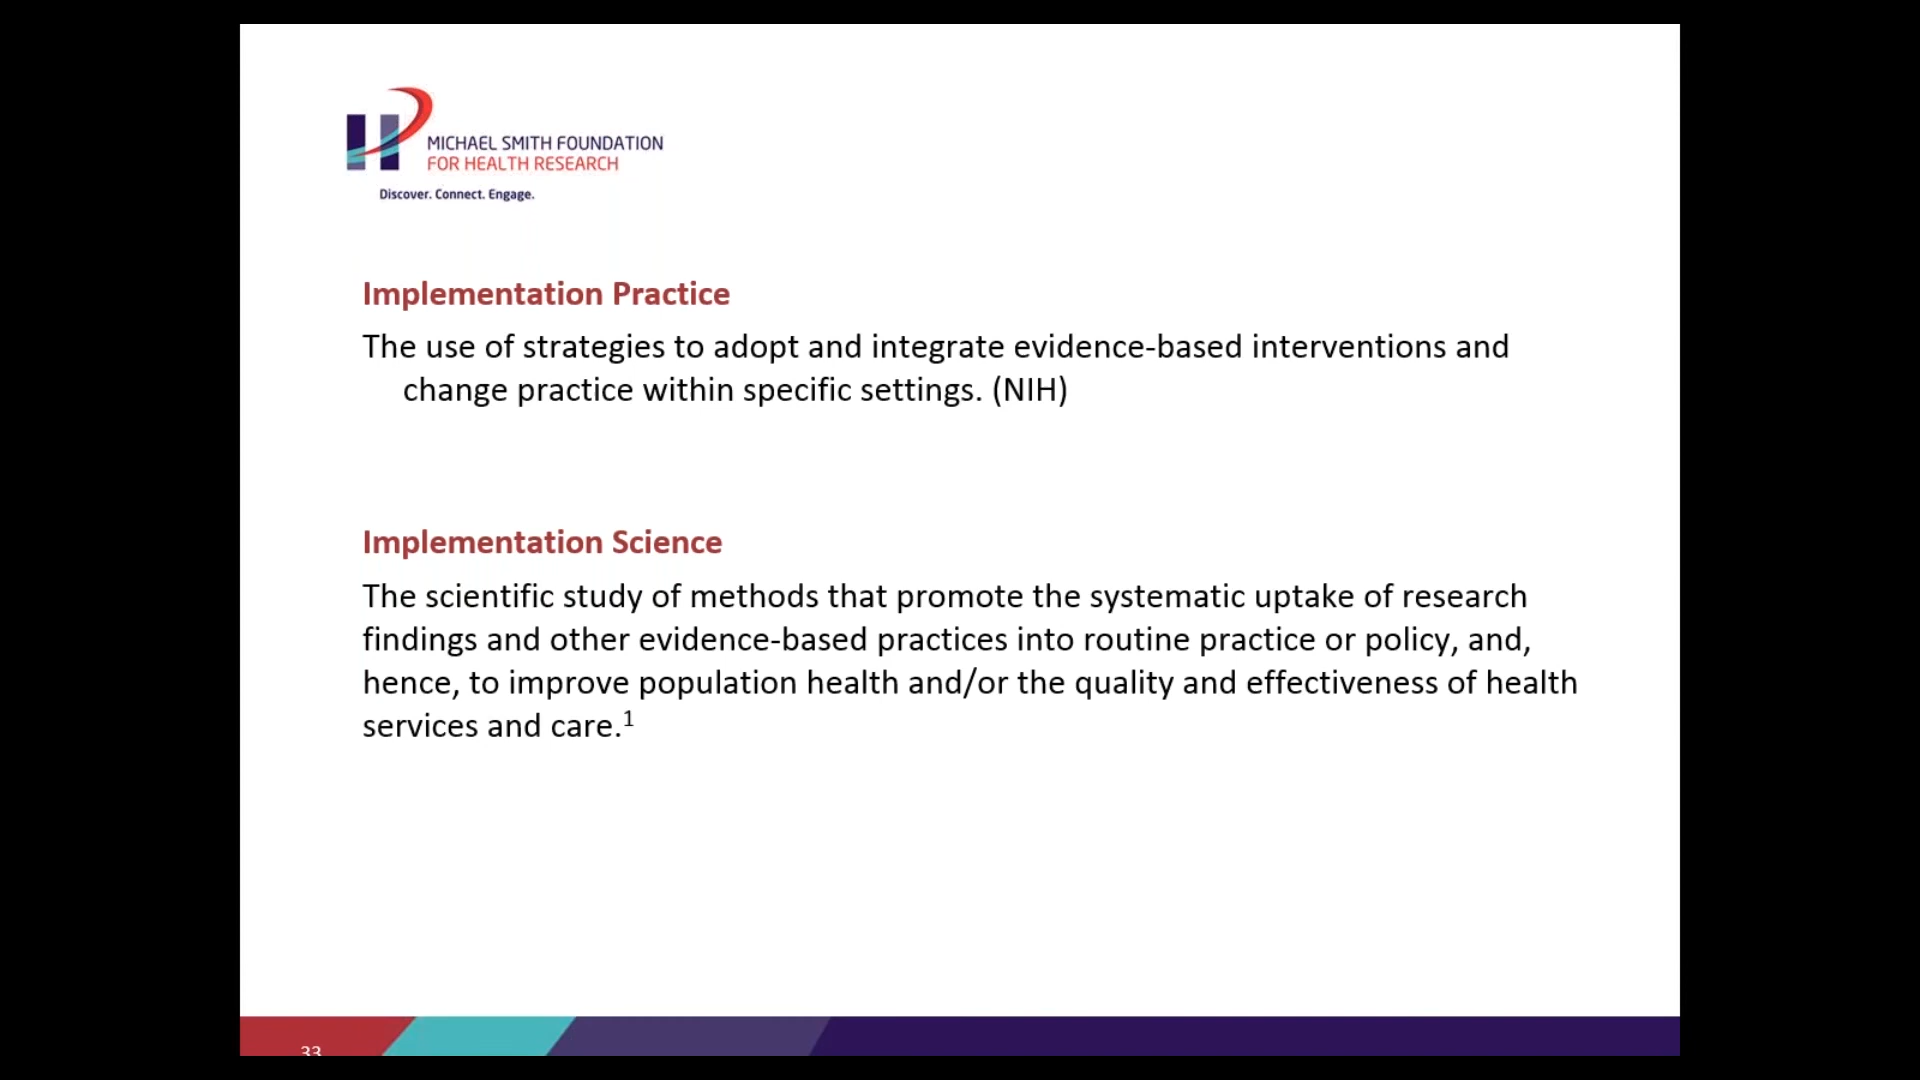 MICHAEL SMITH FOUNDATION
FOR HEALTH RESEARCH
Discover. Connect. Engage.
Implementation Practice
The use of strategies to adopt and integrate evidence-based interventions and
change practice within specific settings. (NIH)
Implementation Science
The scientific study of methods that promote the systematic uptake of research
findings and other evidence-based practices into routine practice or policy, and,
hence, to improve population health and/or the quality and effectiveness of health
services and care.¹
33